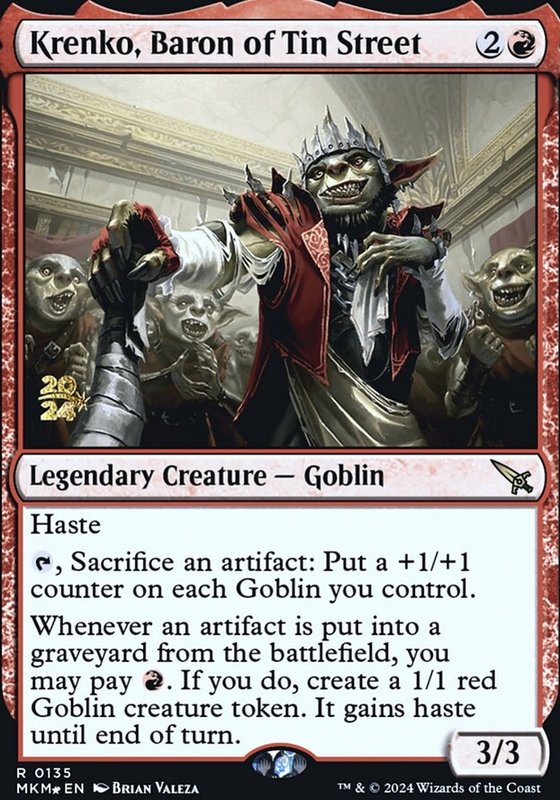 Krenko, Baron of Tin Street 2
20
24
Legendary Creature — Goblin
Haste
, Sacrifice an artifact: Put a +1/+1
counter on each Goblin you control.
Whenever an artifact is put into a
graveyard from the battlefield, you
may pay . If you do, create a 1/1 red
Goblin creature token. It gains haste
until end of turn.
3/3
R 0135
MKM★EN Brian Valeza ™ & © 2024 Wizards of the Coast